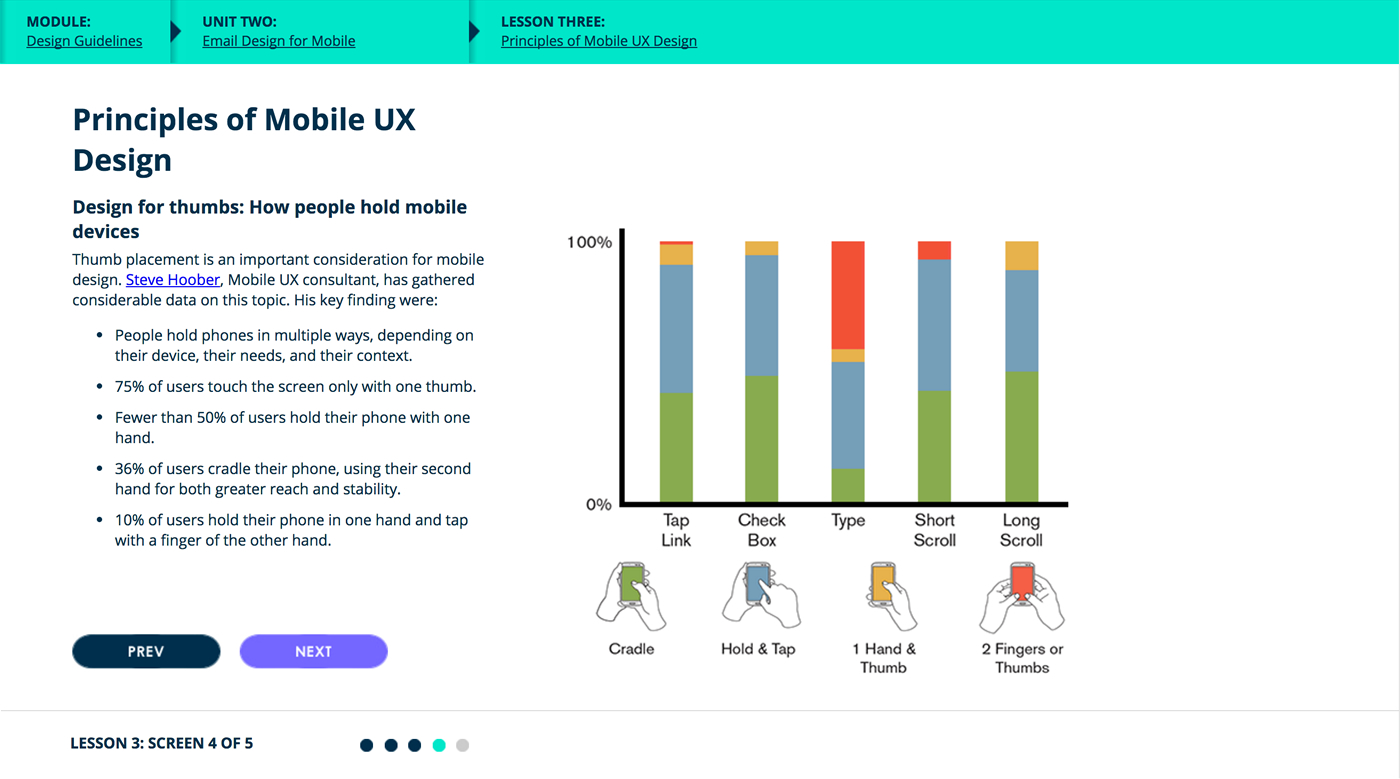 MODULE:
Design Guidelines
UNIT TWO:
Email Design for Mobile
LESSON THREE:
Principles of Mobile UX Design
Principles of Mobile UX
Design
Design for thumbs: How people hold mobile
devices
Thumb placement is an important consideration for mobile
design. Steve Hoober, Mobile UX consultant, has gathered
considerable data on this topic. His key finding were:
• People hold phones in multiple ways, depending on
their device, their needs, and their context.
• 75% of users touch the screen only with one thumb.
• Fewer than 50% of users hold their phone with one
hand.
• 36% of users cradle their phone, using their second
hand for both greater reach and stability.
• 10% of users hold their phone in one hand and tap
with a finger of the other hand.
PREV
NEXT
100%
0%
Tap
Link
Check
Box
Type
Short
Scroll
Long
Scroll
Cradle
Hold & Tap
1 Hand &
Thumb
2 Fingers or
Thumbs
LESSON 3: SCREEN 4 OF 5